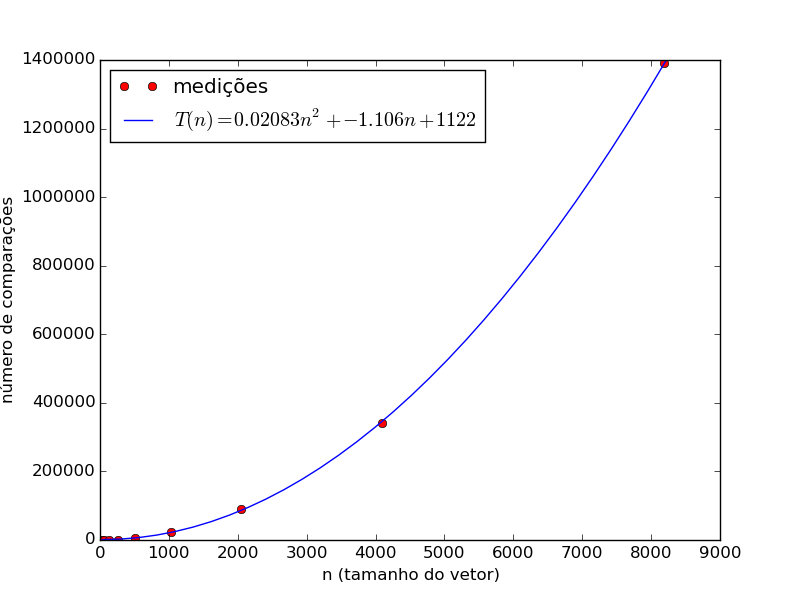 1400000
1200000
1000000
800000
600000
400000
200000
0
número de comparações
medições
T(n)=0.02083n² +−1.106n+1122
0 1000 2000 3000 4000 5000 6000 7000 8000 9000
n (tamanho do vetor)